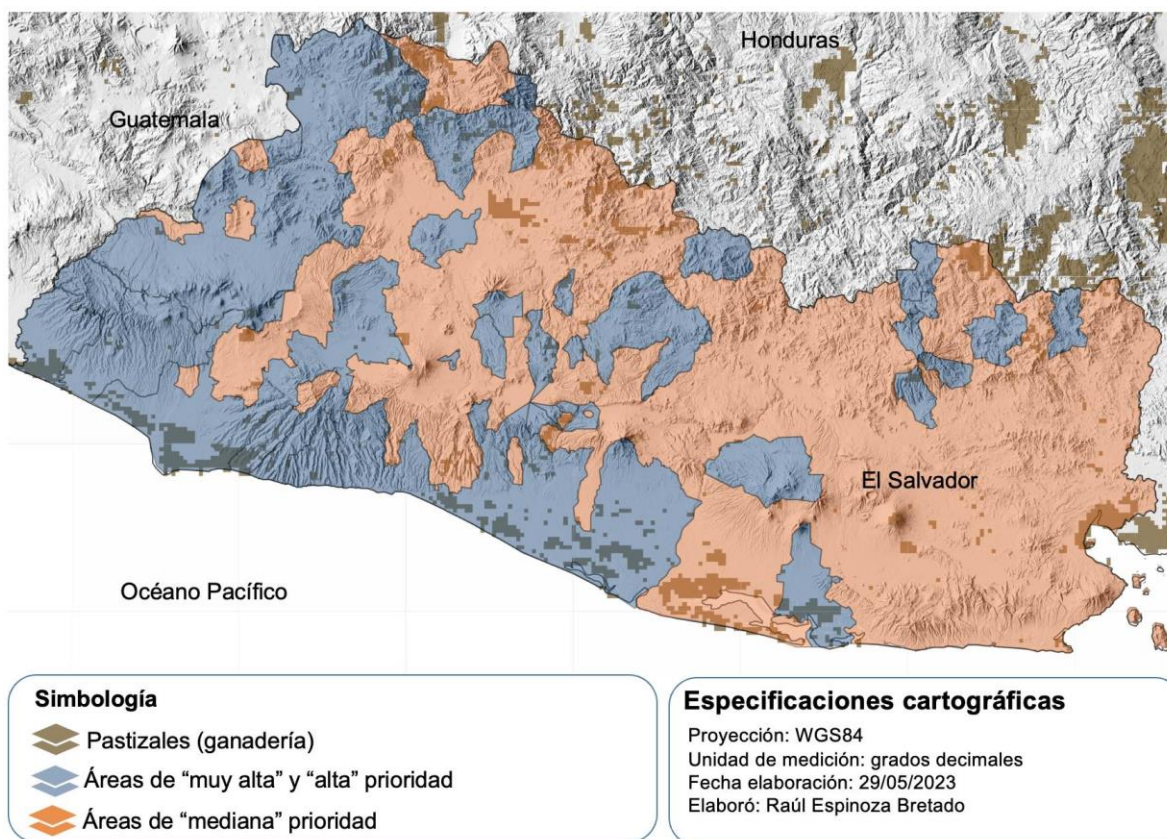 Honduras
Guatemala
El Salvador
Océano Pacífico
Simbología
Pastizales (ganadería)
Áreas de “muy alta” y “alta” prioridad
Áreas de “mediana” prioridad
Especificaciones cartográficas
Proyección: WGS84
Unidad de medición: grados decimales
Fecha elaboración: 29/05/2023
Elaboró: Raúl Espinoza Bretado